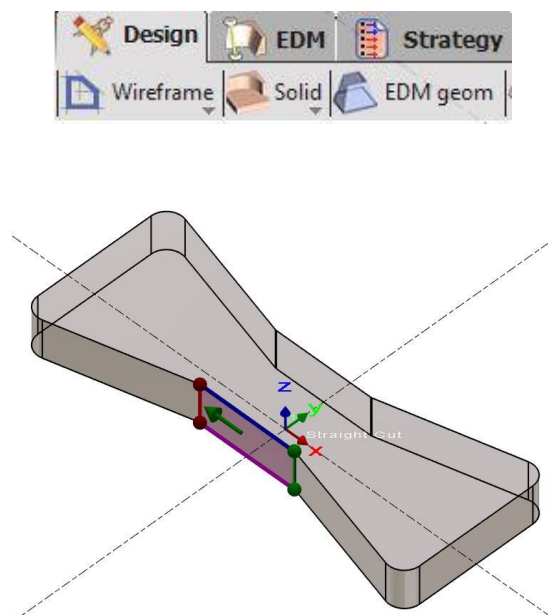 Design EDM Strategy
Wireframe Solid EDM geom
Z
y
Straight Cut
x